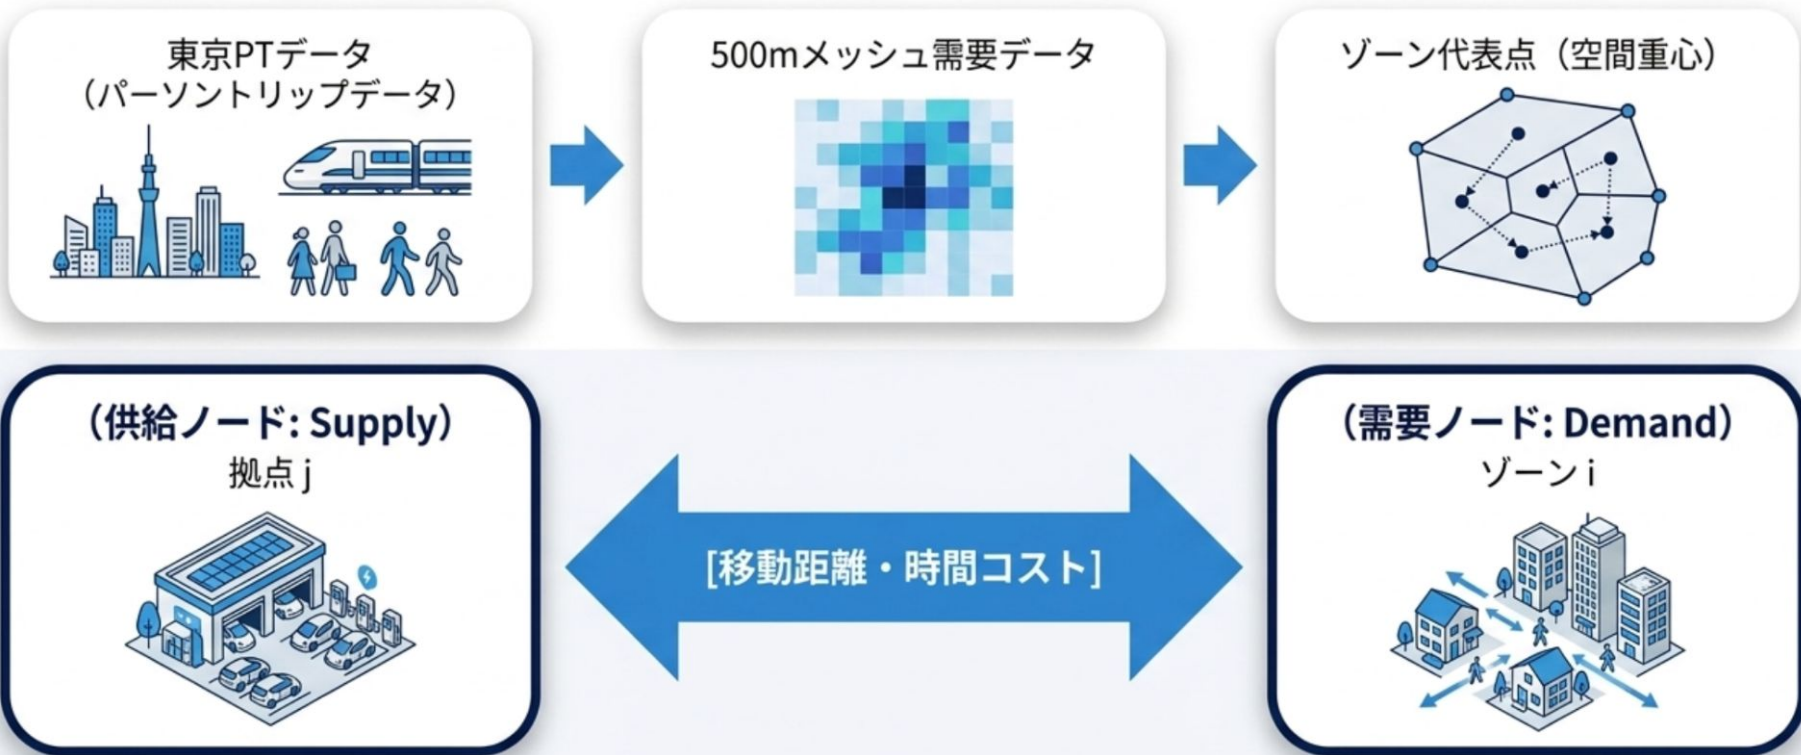 東京PTデータ
（パーソントリップデータ）
500mメッシュ需要データ
ゾーン代表点（空間重心）
（供給ノード: Supply）
拠点 j
[移動距離・時間コスト]
（需要ノード: Demand）
ゾーン i